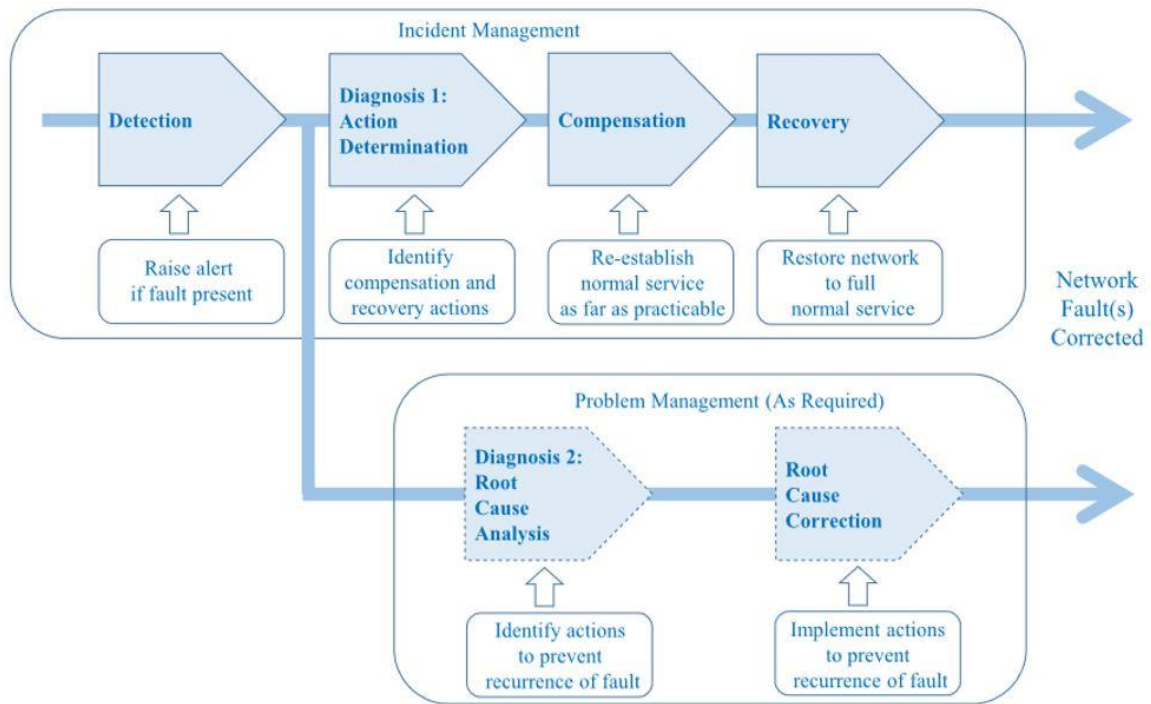 Incident Management
Detection
Diagnosis 1:
Action
Determination
Compensation
Recovery
Raise alert
if fault present
Identify
compensation and
recovery actions
Re-establish
normal service
as far as practicable
Restore network
to full
normal service
Network
Fault(s)
Corrected
Problem Management (As Required)
Diagnosis 2:
Root
Cause
Analysis
Root
Cause
Correction
Identify actions
to prevent
recurrence of fault
Implement actions
to prevent
recurrence of fault